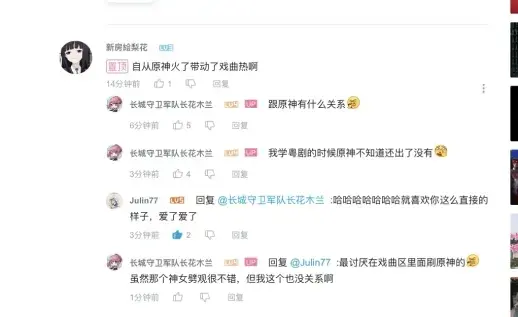 新房絵梨花
置顶 自从原神火了带动了戏曲热啊
14分钟前 1 回复
长城守卫军队长花木兰 UP 跟原神有什么关系
6分钟前 5 回复
长城守卫军队长花木兰 UP 我学粤剧的时候原神不知道还出了没有
3分钟前 4 回复
Julin77 LV5 回复 @长城守卫军队长花木兰 :哈哈哈哈哈哈哈就喜欢你这么直接的
样子，爱了爱了
3分钟前 2 回复
长城守卫军队长花木兰 UP 回复 @Julin77 :最讨厌在戏曲区里面刷原神的
虽然那个神女劈观很不错，但我这个也没关系啊
1分钟前 回复